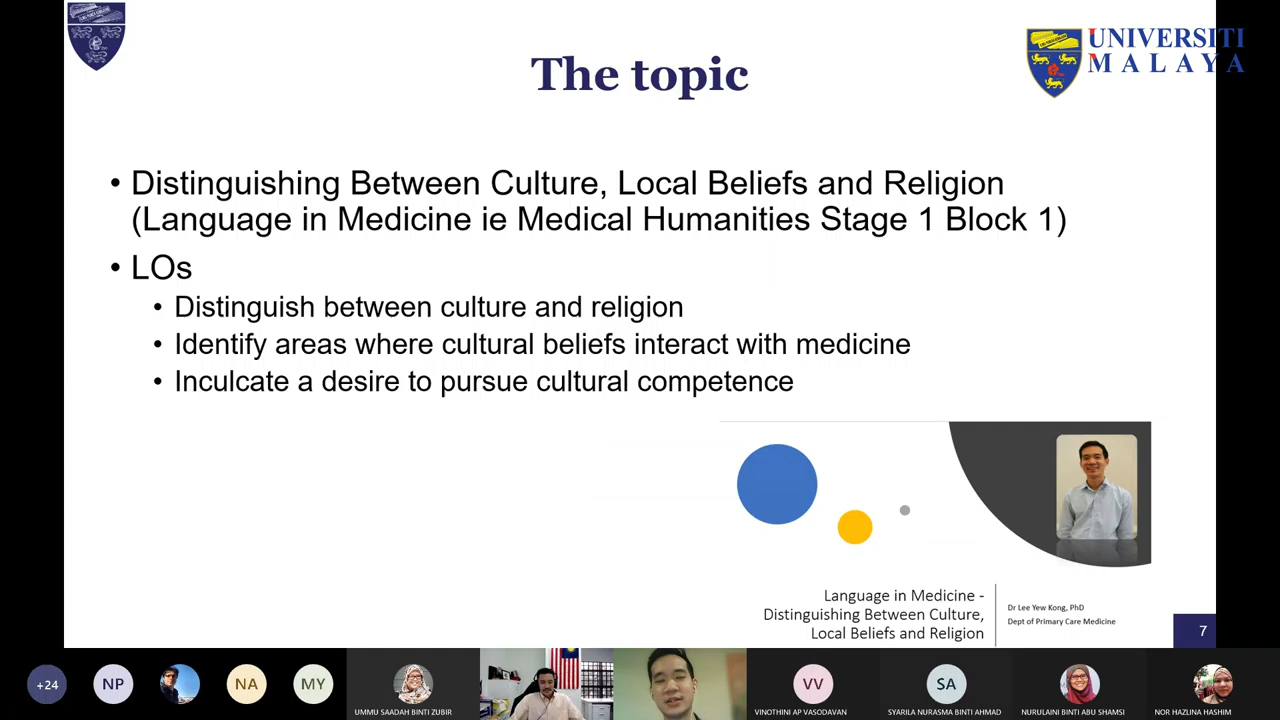 UNIVERSITI
MALAYA
The topic
• Distinguishing Between Culture, Local Beliefs and Religion
(Language in Medicine ie Medical Humanities Stage 1 Block 1)
• LOs
• Distinguish between culture and religion
• Identify areas where cultural beliefs interact with medicine
• Inculcate a desire to pursue cultural competence
Language in Medicine -
Distinguishing Between Culture,
Local Beliefs and Religion
Dr Lee Yew Kong, PhD
Dept of Primary Care Medicine
7
+24
NP
NA
MY
UMMU SAADAH BINTI ZUBIR
VV
VINOTHINI AP VASODAVAN
SA
SYARILA NURASMA BINTI AHMAD
NURULAINI BINTI ABU SHAMSI
NOR HAZLINA HASHIM